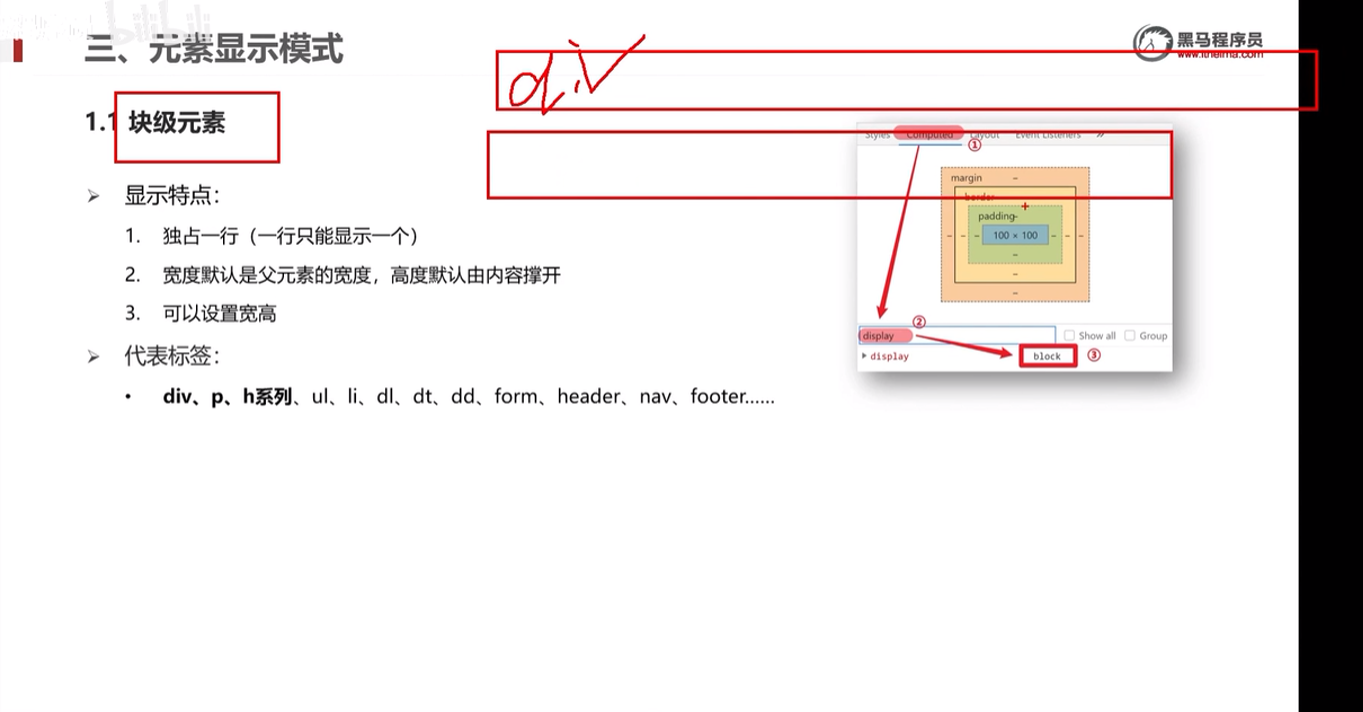 bilibili
三、元素显示模式
黑马程序员
www.itheima.com
div
1.1 块级元素
显示特点：
1. 独占一行（一行只能显示一个）
2. 宽度默认是父元素的宽度，高度默认由内容撑开
3. 可以设置宽高
代表标签：
• div、p、h系列、ul、li、dl、dt、dd、form、header、nav、footer……
Styles Computed Layout Event Listeners »
①
margin –
border
padding-
– – – 100 × 100 – – –
–
–
–
②
display Show all Group
display block ③